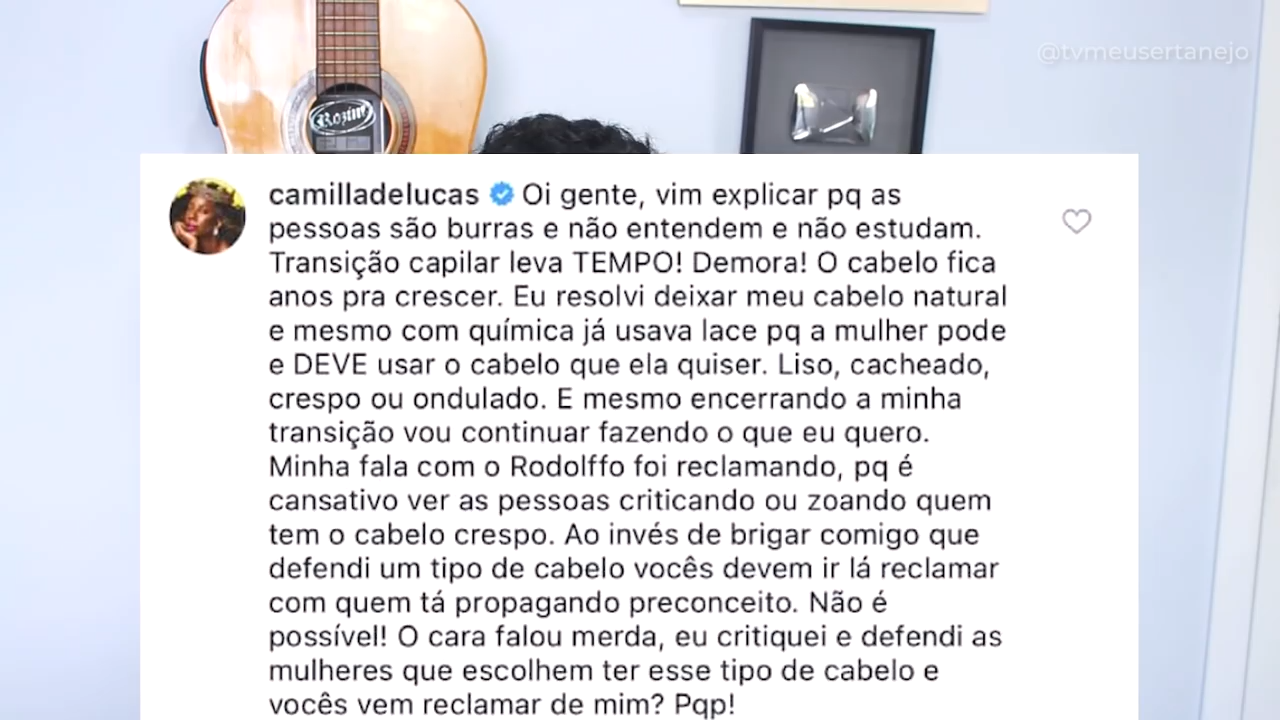 @tvmeusertanejo
Rozini
camilladelucas Oi gente, vim explicar pq as
pessoas são burras e não entendem e não estudam.
Transição capilar leva TEMPO! Demora! O cabelo fica
anos pra crescer. Eu resolvi deixar meu cabelo natural
e mesmo com química já usava lace pq a mulher pode
e DEVE usar o cabelo que ela quiser. Liso, cacheado,
crespo ou ondulado. E mesmo encerrando a minha
transição vou continuar fazendo o que eu quero.
Minha fala com o Rodolffo foi reclamando, pq é
cansativo ver as pessoas criticando ou zoando quem
tem o cabelo crespo. Ao invés de brigar comigo que
defendi um tipo de cabelo vocês devem ir lá reclamar
com quem tá propagando preconceito. Não é
possível! O cara falou merda, eu critiquei e defendi as
mulheres que escolhem ter esse tipo de cabelo e
vocês vem reclamar de mim? Pqp!